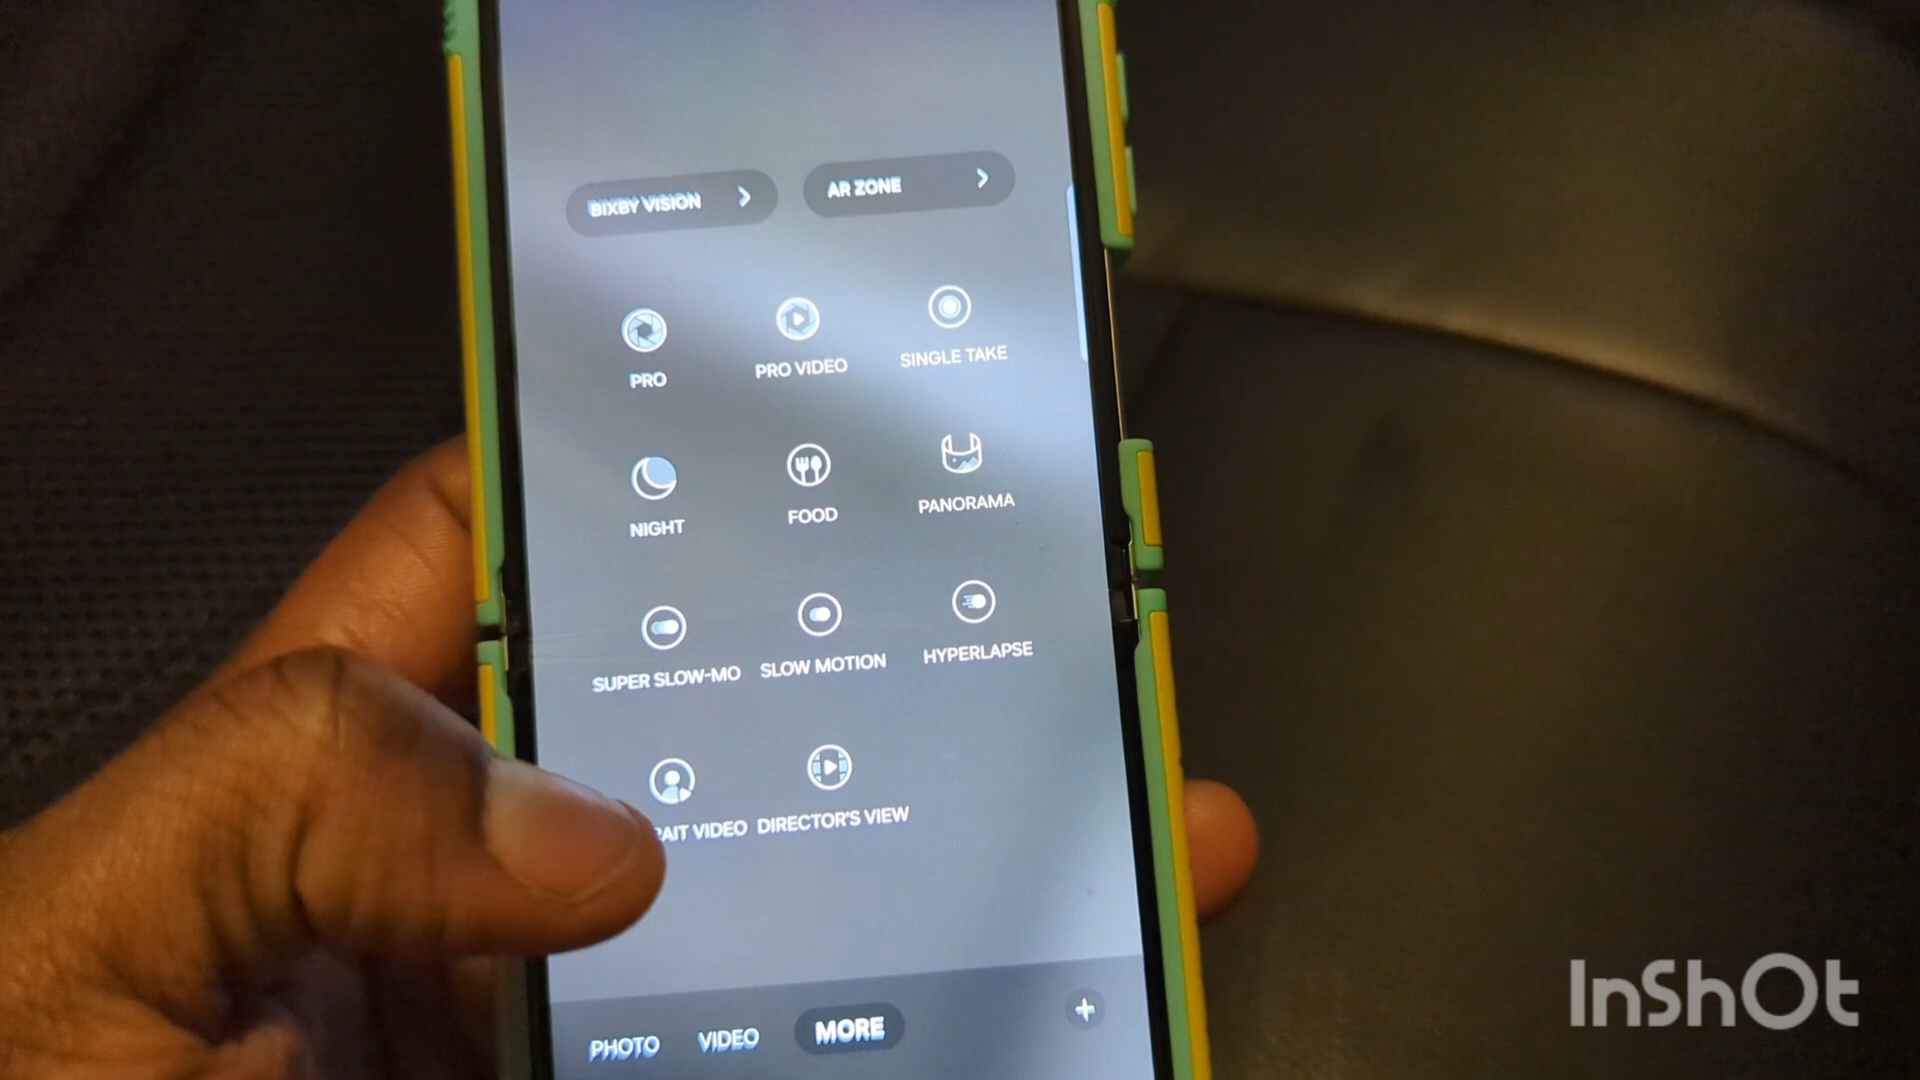 BIXBY VISION
AR ZONE
PRO
PRO VIDEO
SINGLE TAKE
NIGHT
FOOD
PANORAMA
SUPER SLOW-MO
SLOW MOTION
HYPERLAPSE
RAIT VIDEO
DIRECTOR'S VIEW
PHOTO
VIDEO
MORE
InShOt